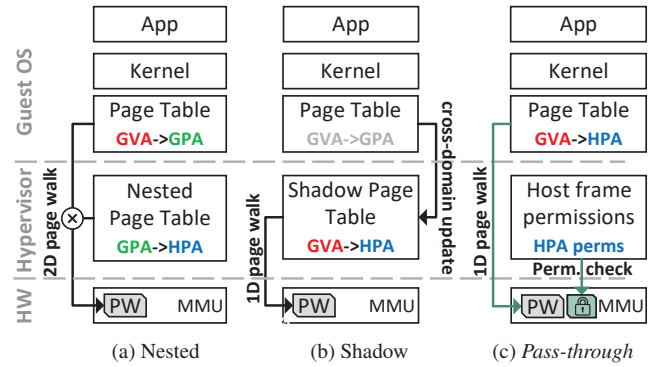 Guest OS
Hypervisor
HW
App
Kernel
Page Table
GVA->GPA
2D page walk
Nested
Page Table
GPA->HPA
PW
MMU
(a) Nested
App
Kernel
Page Table
GVA->GPA
cross-domain update
Shadow Page
Table
GVA->HPA
1D page walk
PW
MMU
(b) Shadow
App
Kernel
Page Table
GVA->HPA
1D page walk
Host frame
permissions
HPA perms
Perm. check
PW
MMU
(c) Pass-through